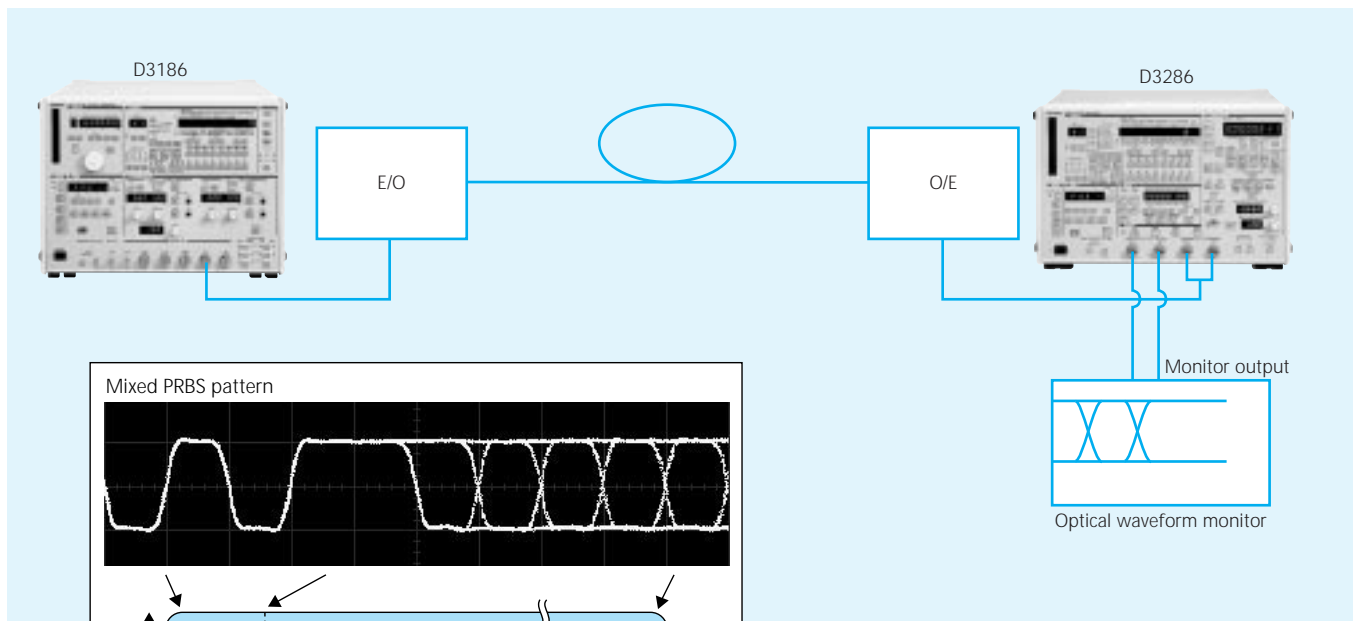 D3186
D3286
E/O
O/E
Monitor output
Mixed PRBS pattern
Optical waveform monitor